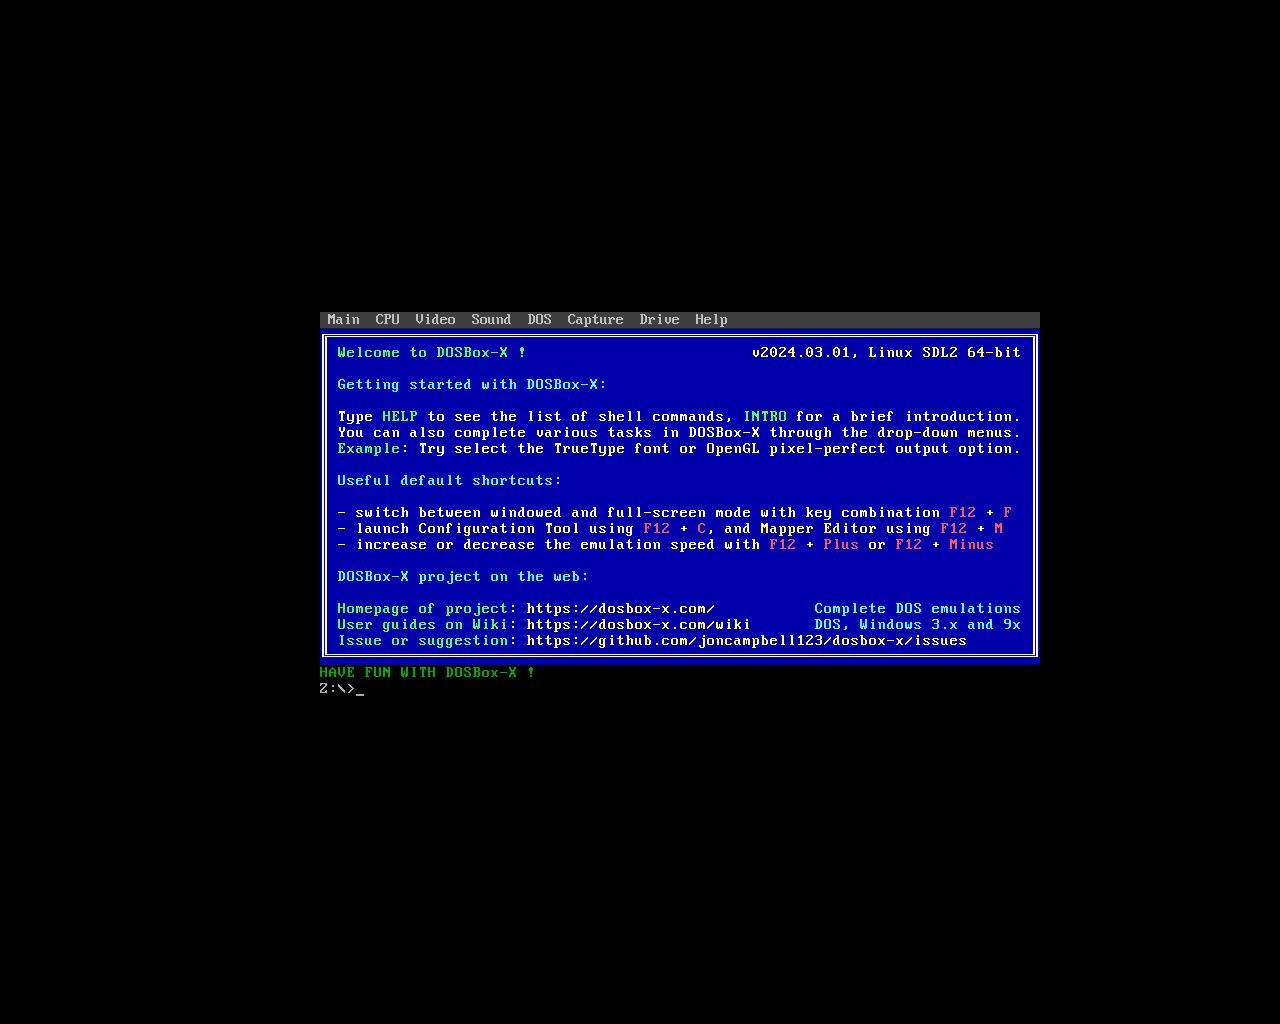 Main CPU Video Sound DOS Capture Drive Help
Welcome to DOSBox-X ! v2024.03.01, Linux SDL2 64-bit
Getting started with DOSBox-X:
Type HELP to see the list of shell commands, INTRO for a brief introduction.
You can also complete various tasks in DOSBox-X through the drop-down menus.
Example: Try select the TrueType font or OpenGL pixel-perfect output option.
Useful default shortcuts:
- switch between windowed and full-screen mode with key combination F12 + F
- launch Configuration Tool using F12 + C, and Mapper Editor using F12 + M
- increase or decrease the emulation speed with F12 + Plus or F12 + Minus
DOSBox-X project on the web:
Homepage of project: https://dosbox-x.com/ Complete DOS emulations
User guides on Wiki: https://dosbox-x.com/wiki DOS, Windows 3.x and 9x
Issue or suggestion: https://github.com/joncampbell123/dosbox-x/issues
HAVE FUN WITH DOSBox-X !
Z:\>_